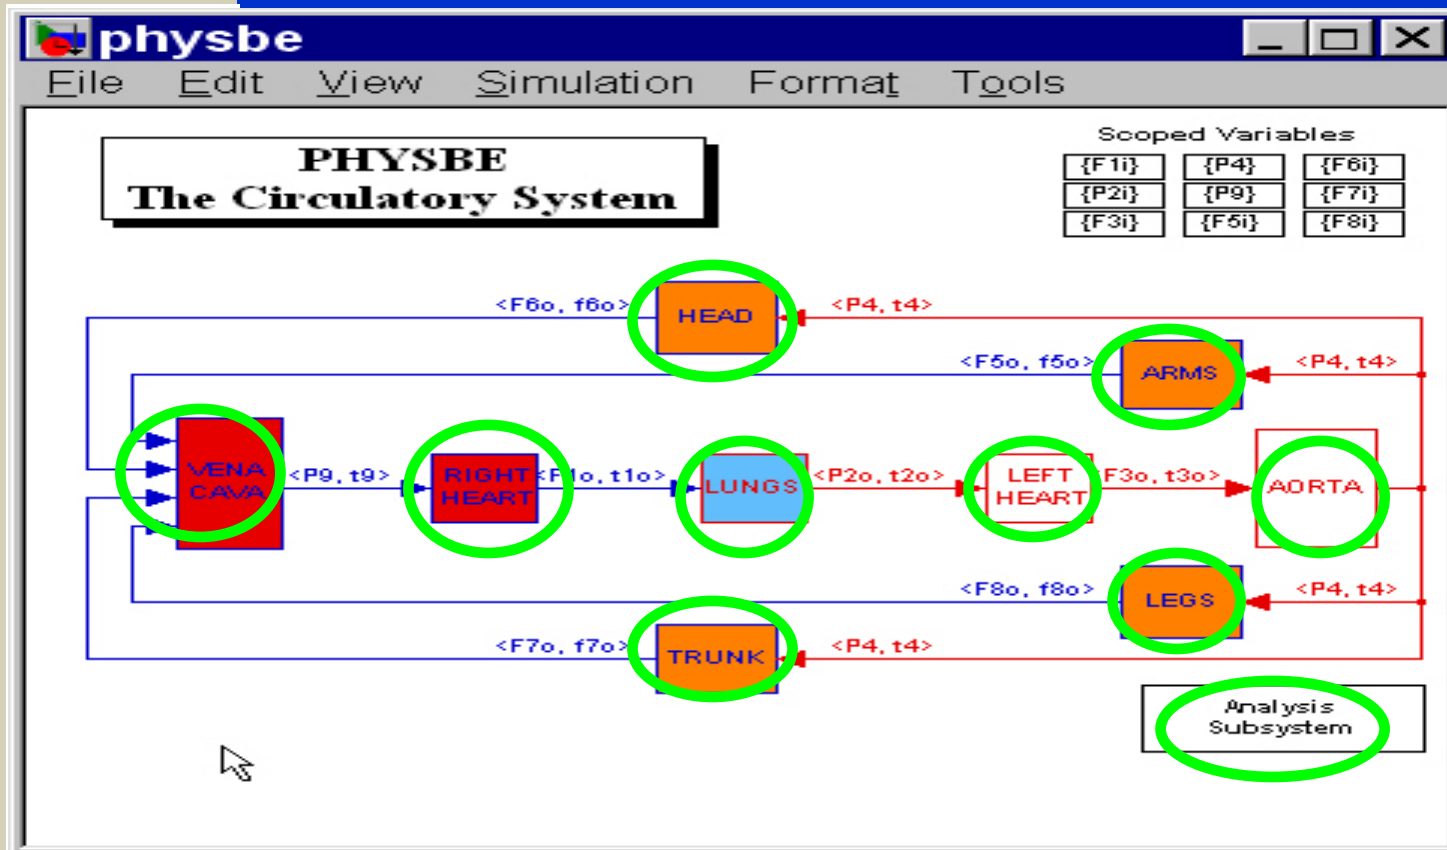 physbe
File Edit View Simulation Format Tools
PHYSBE
The Circulatory System
Scoped Variables
{F1i} {P4} {F6i}
{P2i} {P9} {F7i}
{F3i} {F5i} {F8i}
<F6o, f6o> HEAD <P4, t4>
<F5o, f5o> ARMS <P4, t4>
VENA
CAVA
<P9, t9>
RIGHT
HEART
<F1o, t1o>
LUNGS
<P2o, t2o>
LEFT
HEART
F3o, t3o>
AORTA
<F8o, f8o> LEGS <P4, t4>
<F7o, f7o> TRUNK <P4, t4>
Analysis
Subsystem